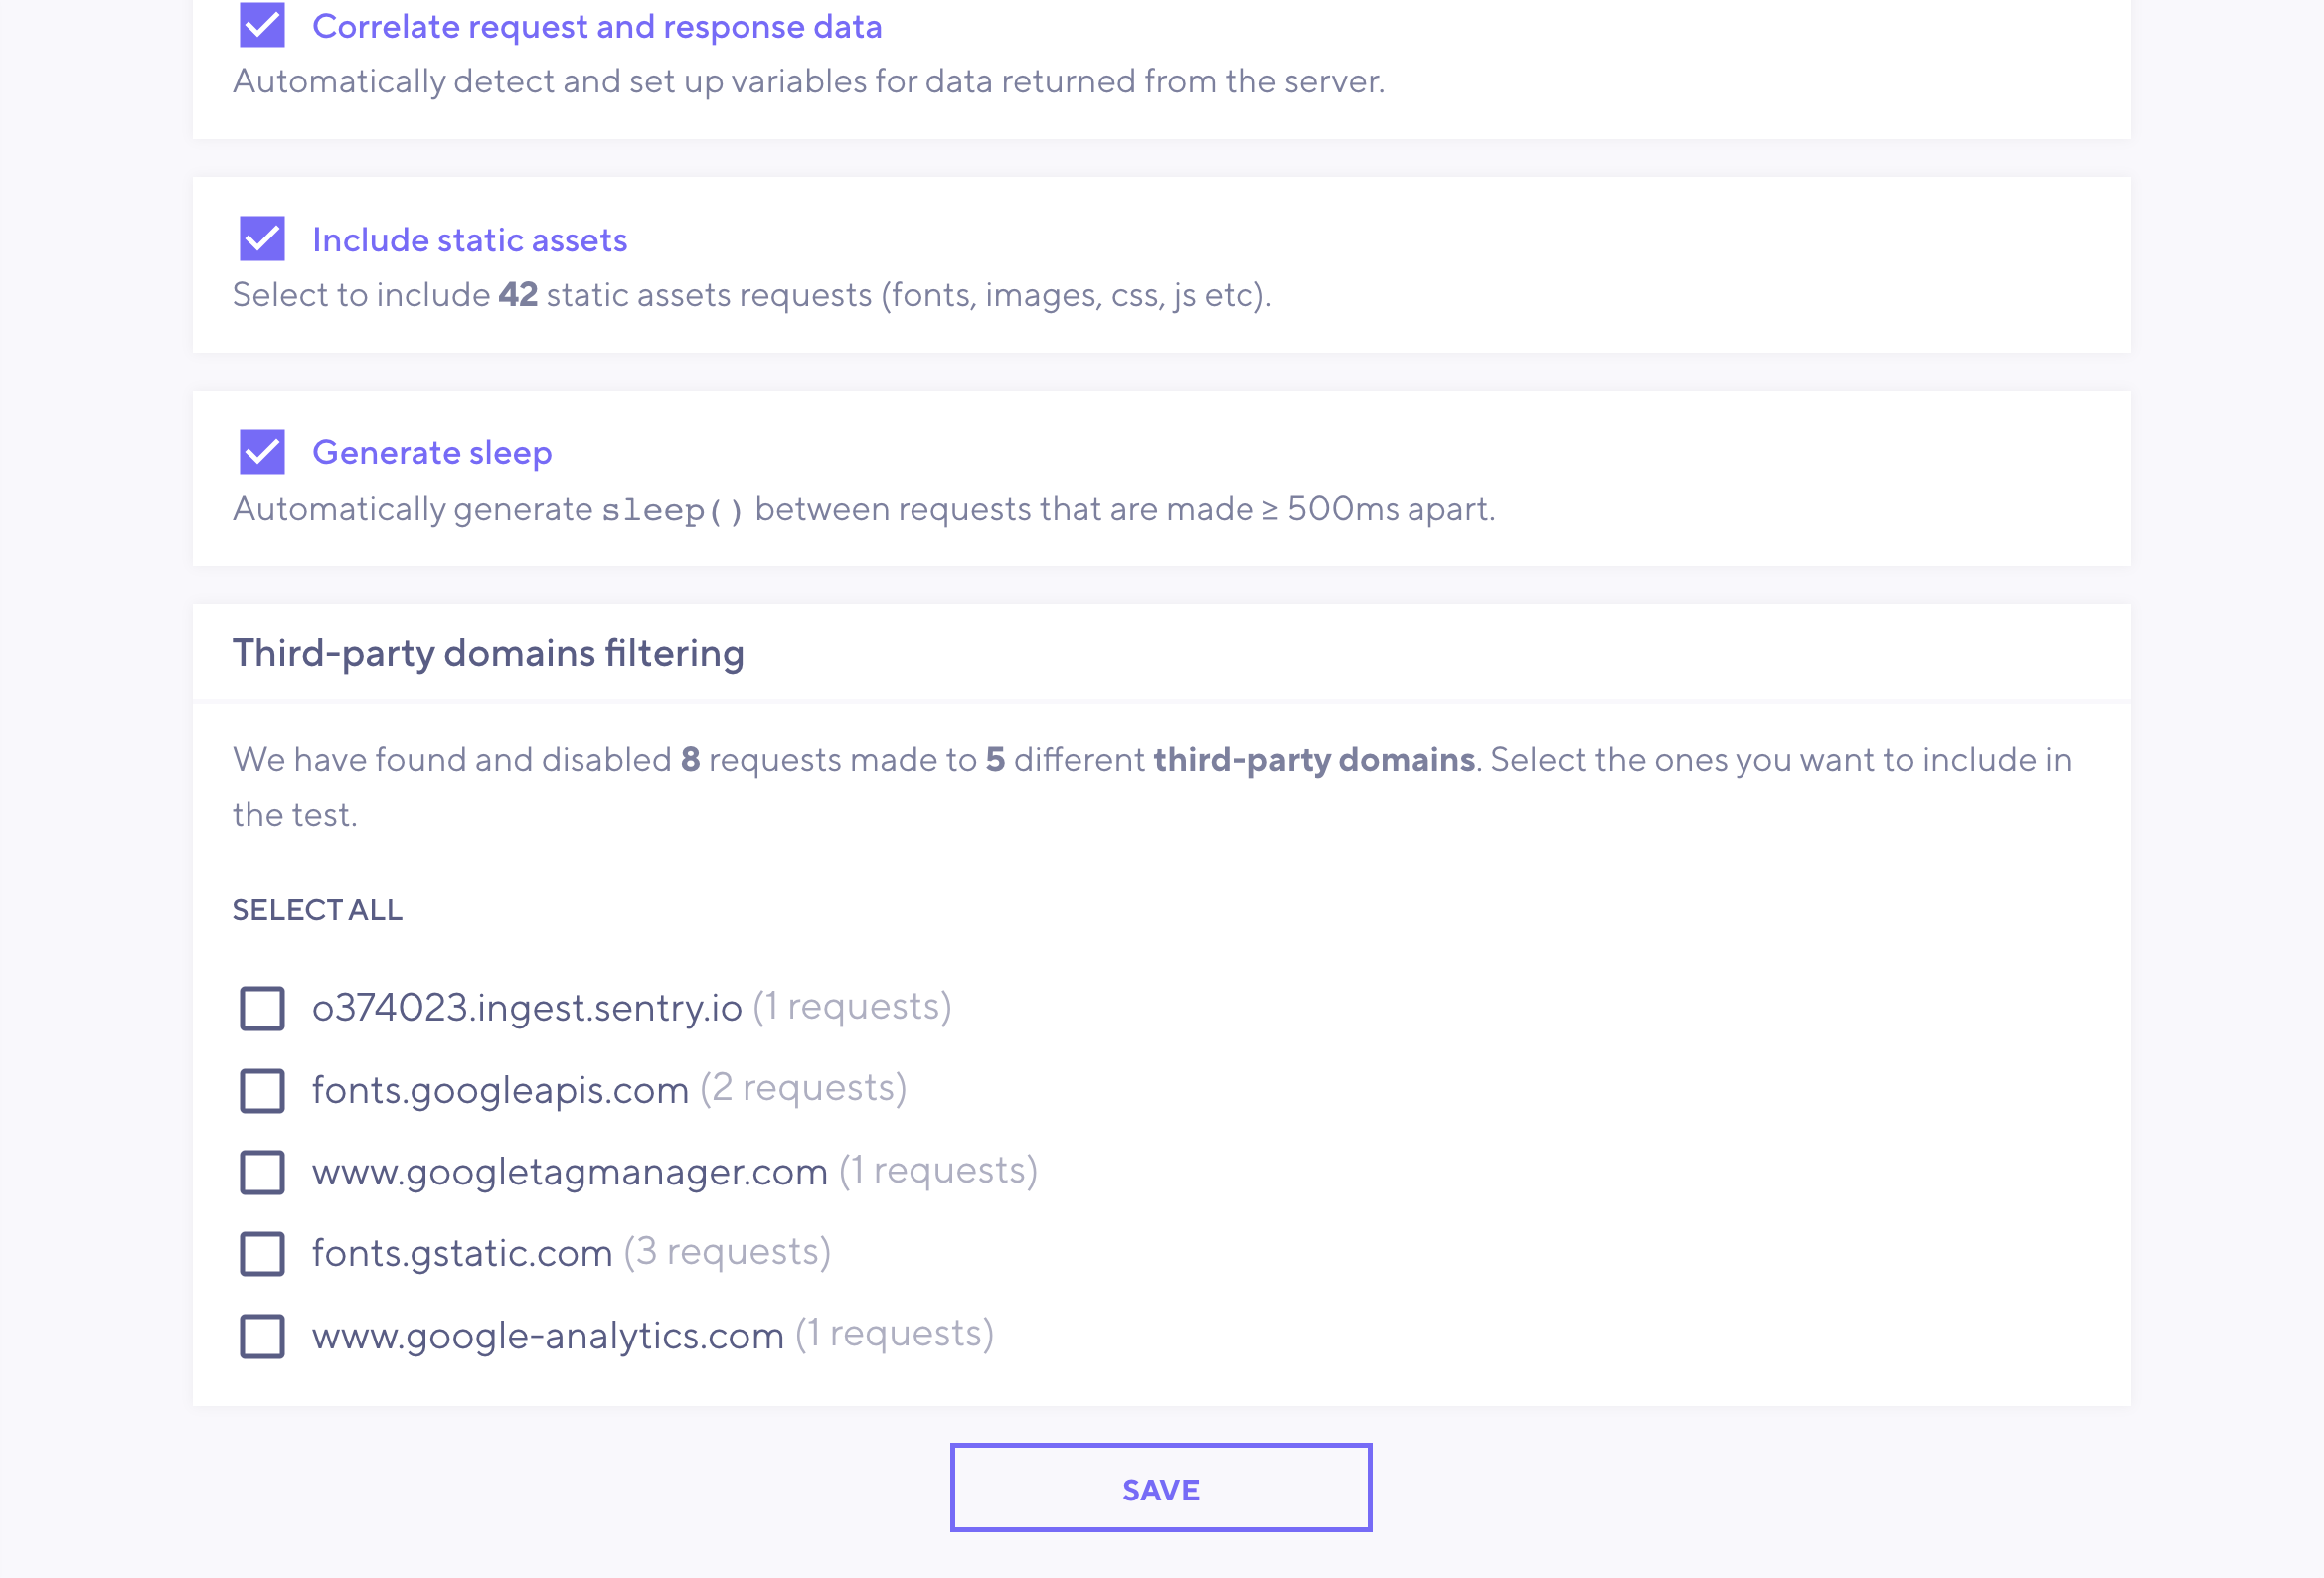 Correlate request and response data
Automatically detect and set up variables for data returned from the server.
Include static assets
Select to include 42 static assets requests (fonts, images, css, js etc).
Generate sleep
Automatically generate sleep() between requests that are made ≥ 500ms apart.
Third-party domains filtering
We have found and disabled 8 requests made to 5 different third-party domains. Select the ones you want to include in
the test.
SELECT ALL
o374023.ingest.sentry.io (1 requests)
fonts.googleapis.com (2 requests)
www.googletagmanager.com (1 requests)
fonts.gstatic.com (3 requests)
www.google-analytics.com (1 requests)
SAVE